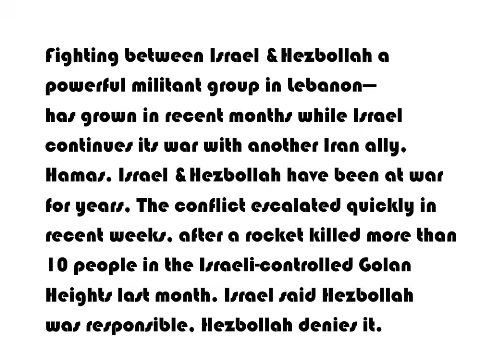 Fighting between Israel & Hezbollah a
powerful militant group in Lebanon—
has grown in recent months while Israel
continues its war with another Iran ally,
Hamas. Israel & Hezbollah have been at war
for years. The conflict escalated quickly in
recent weeks, after a rocket killed more than
10 people in the Israeli-controlled Golan
Heights last month. Israel said Hezbollah
was responsible, Hezbollah denies it.